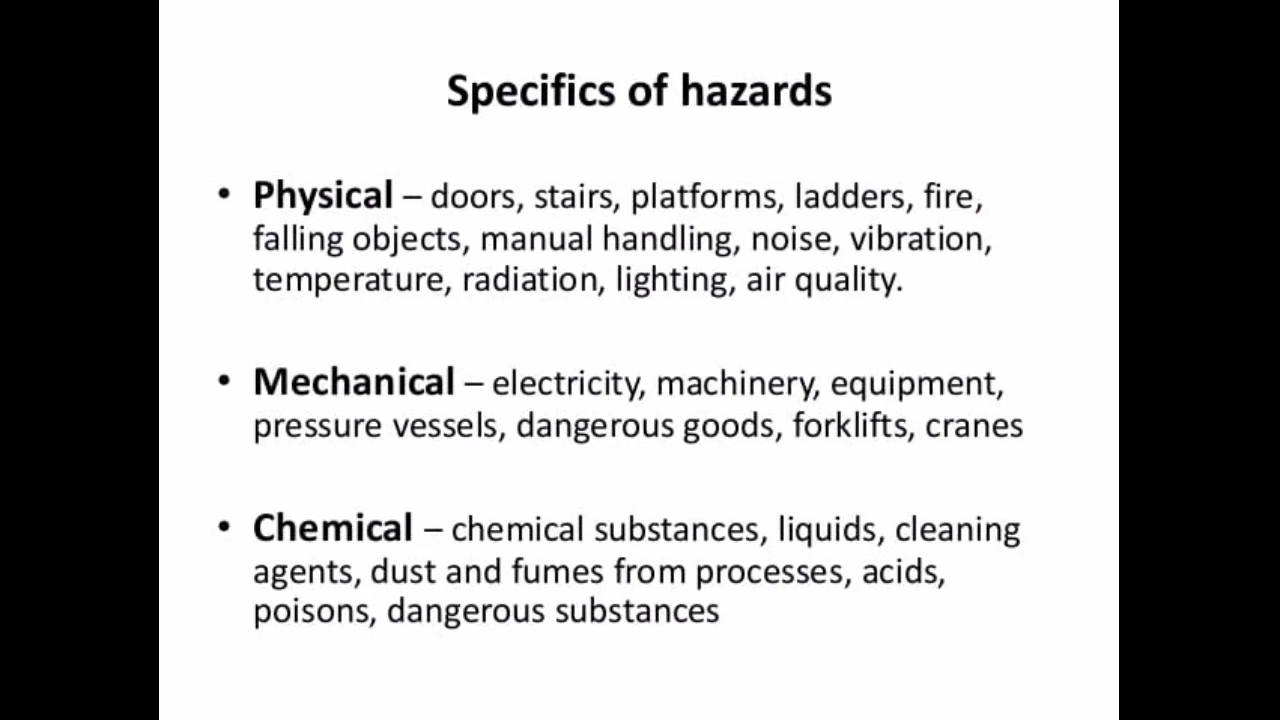 Specifics of hazards
• Physical – doors, stairs, platforms, ladders, fire,
falling objects, manual handling, noise, vibration,
temperature, radiation, lighting, air quality.
• Mechanical – electricity, machinery, equipment,
pressure vessels, dangerous goods, forklifts, cranes
• Chemical – chemical substances, liquids, cleaning
agents, dust and fumes from processes, acids,
poisons, dangerous substances